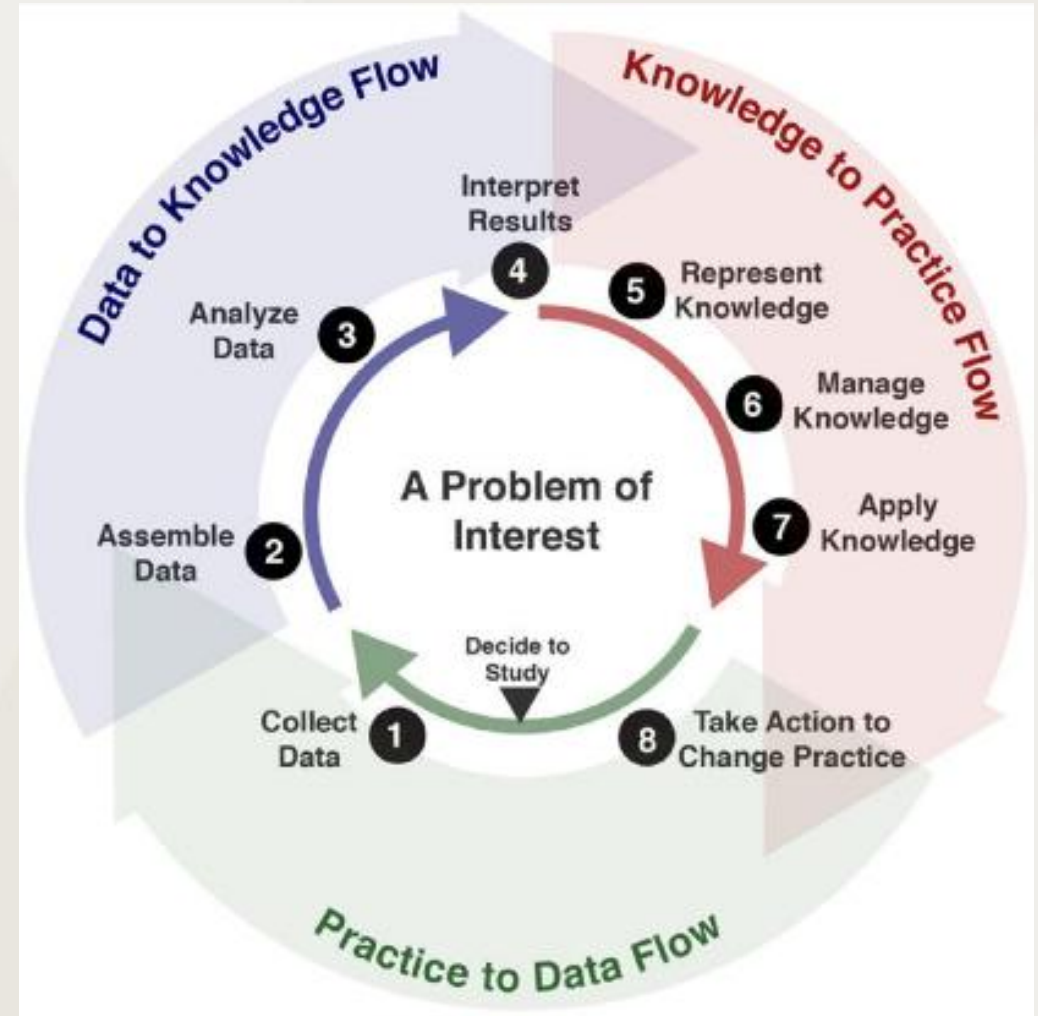 Data to Knowledge Flow
Knowledge to Practice Flow
Interpret
Results
4
5
Represent
Knowledge
Analyze
Data
3
6
Manage
Knowledge
A Problem of
Interest
7
Apply
Knowledge
Assemble
Data
2
Decide to
Study
Collect
Data
1
8
Take Action to
Change Practice
Practice to Data Flow